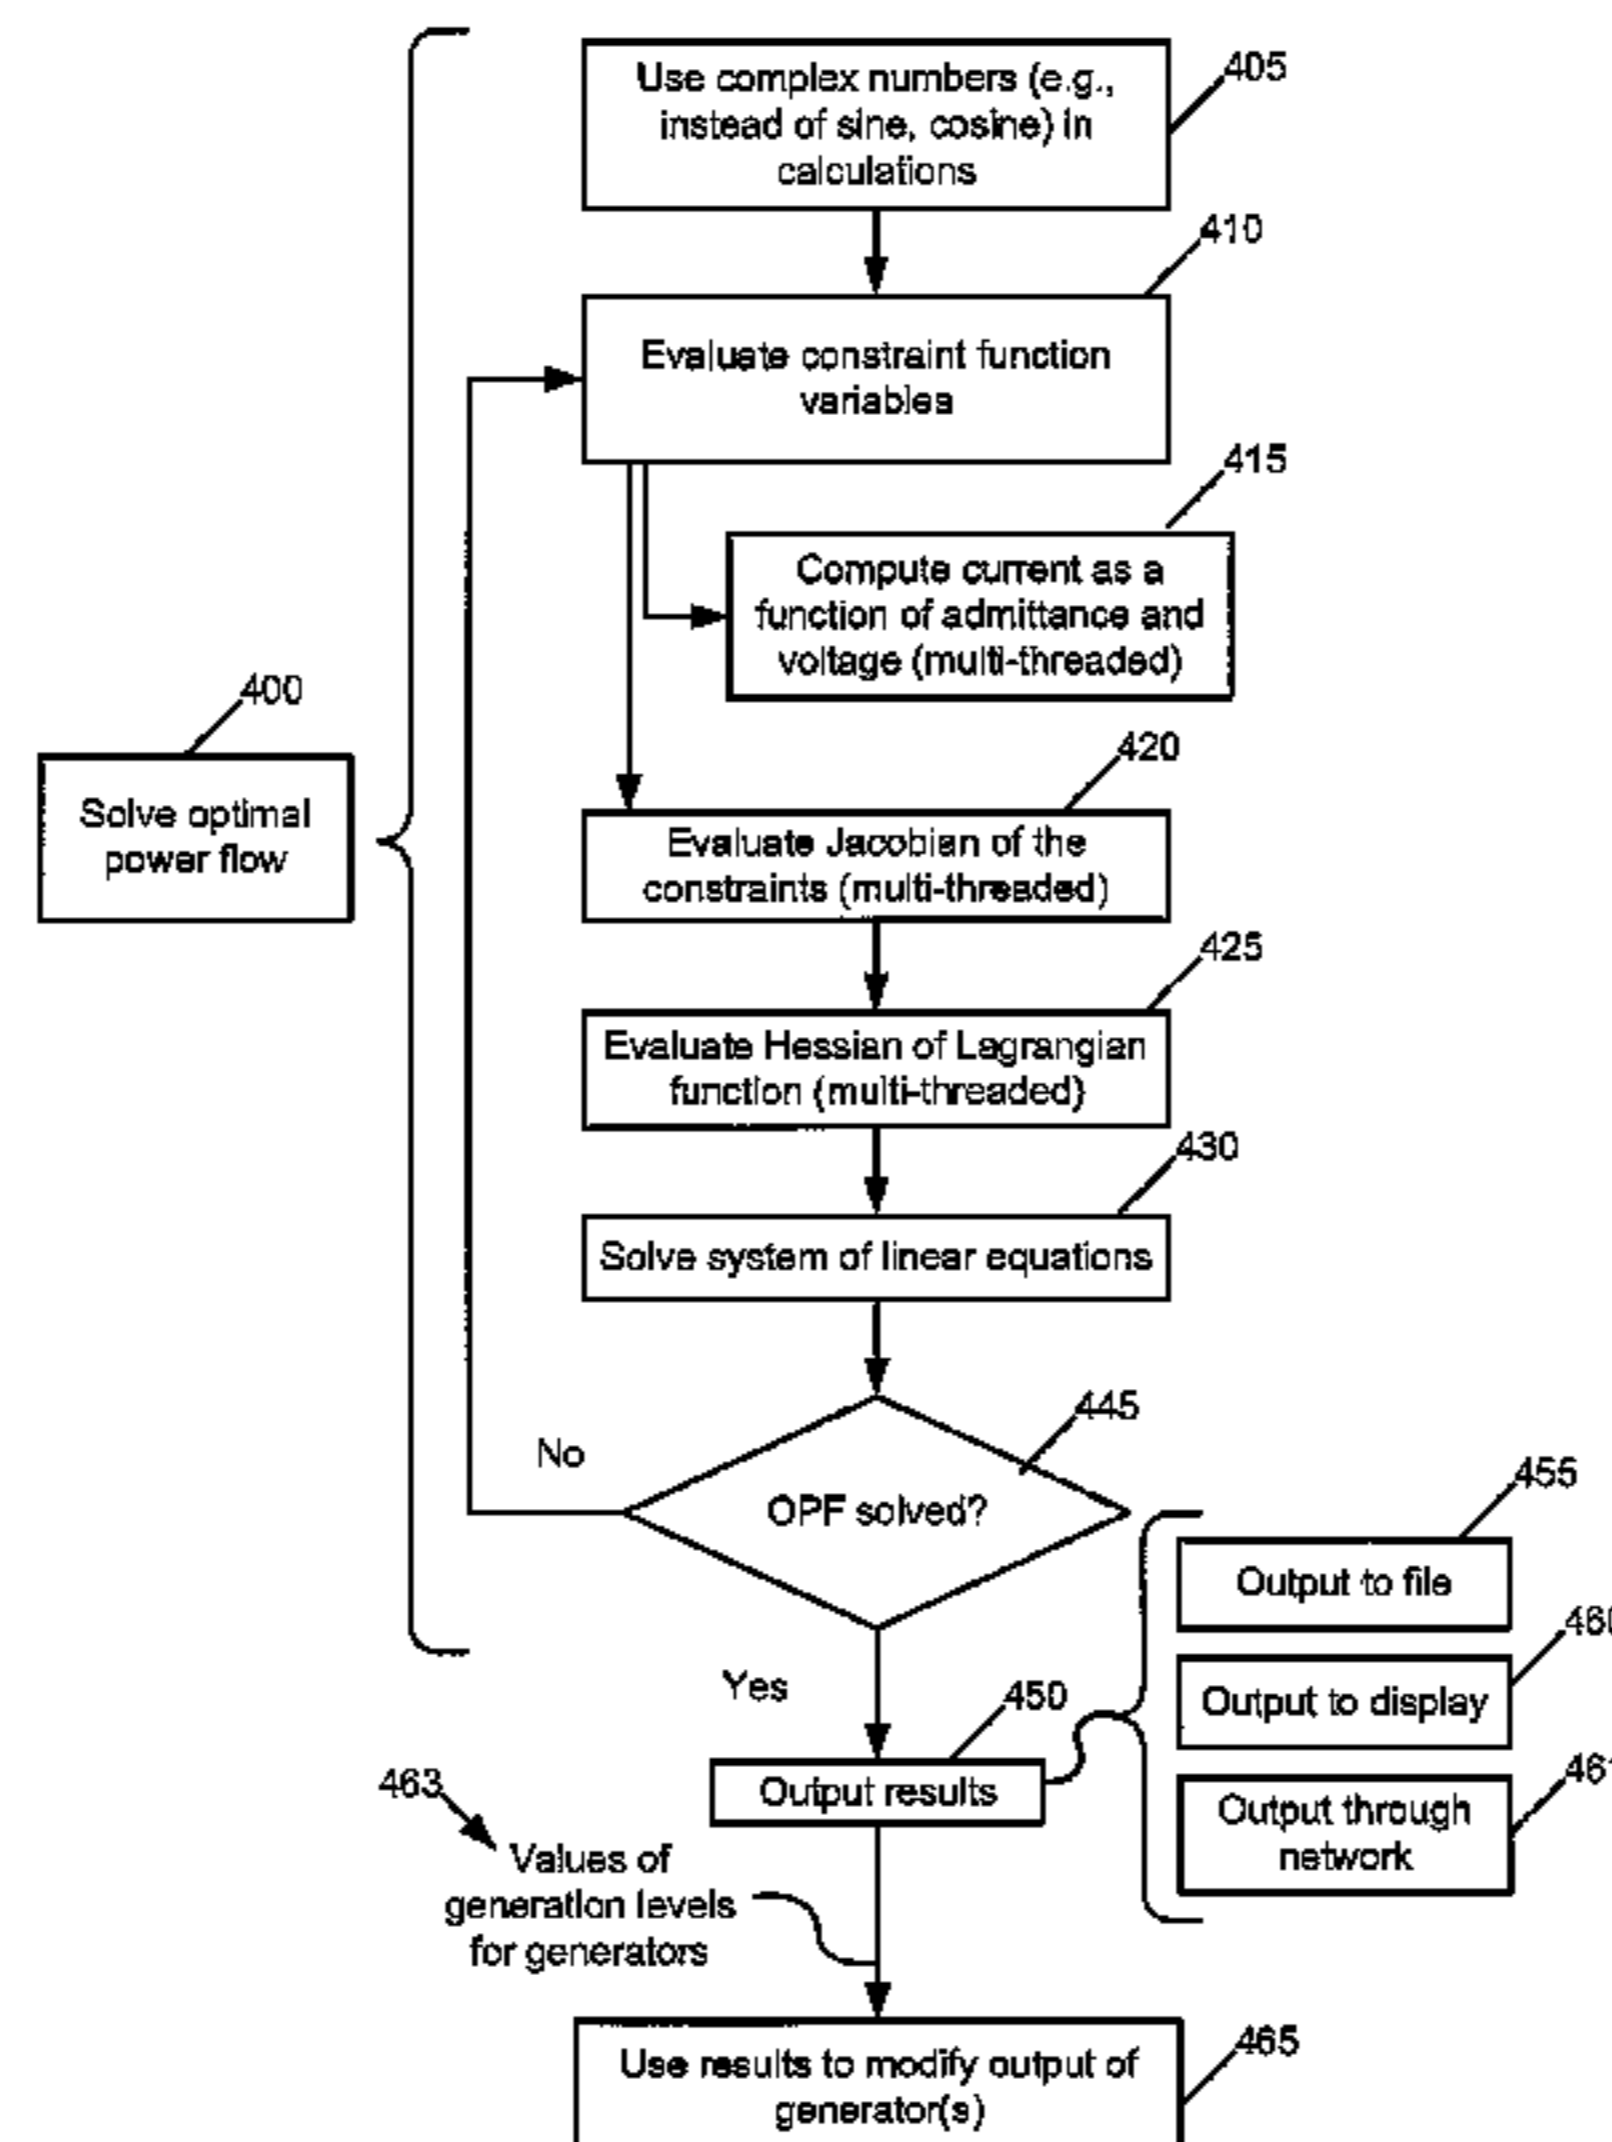 405
Use complex numbers (e.g.,
instead of sine, cosine) in
calculations
410
Evaluate constraint function
variables
415
Compute current as a
function of admittance and
voltage (multi-threaded)
400
Solve optimal
power flow
420
Evaluate Jacobian of the
constraints (multi-threaded)
425
Evaluate Hessian of Lagrangian
function (multi-threaded)
430
Solve system of linear equations
445
No
OPF solved?
455
Output to file
460
Output to display
Yes
450
Output results
461
Output through
network
463
Values of
generation levels
for generators
465
Use results to modify output of
generator(s)